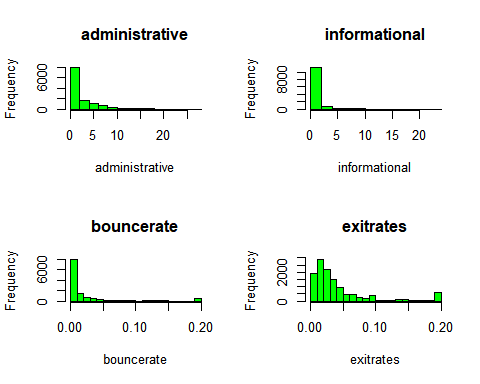 administrative
Frequency
6000
0
0 5 10 20
administrative
informational
Frequency
8000
0
0 5 10 20
informational
bouncerate
Frequency
6000
0
0.00 0.10 0.20
bouncerate
exitrates
Frequency
2000
0
0.00 0.10 0.20
exitrates